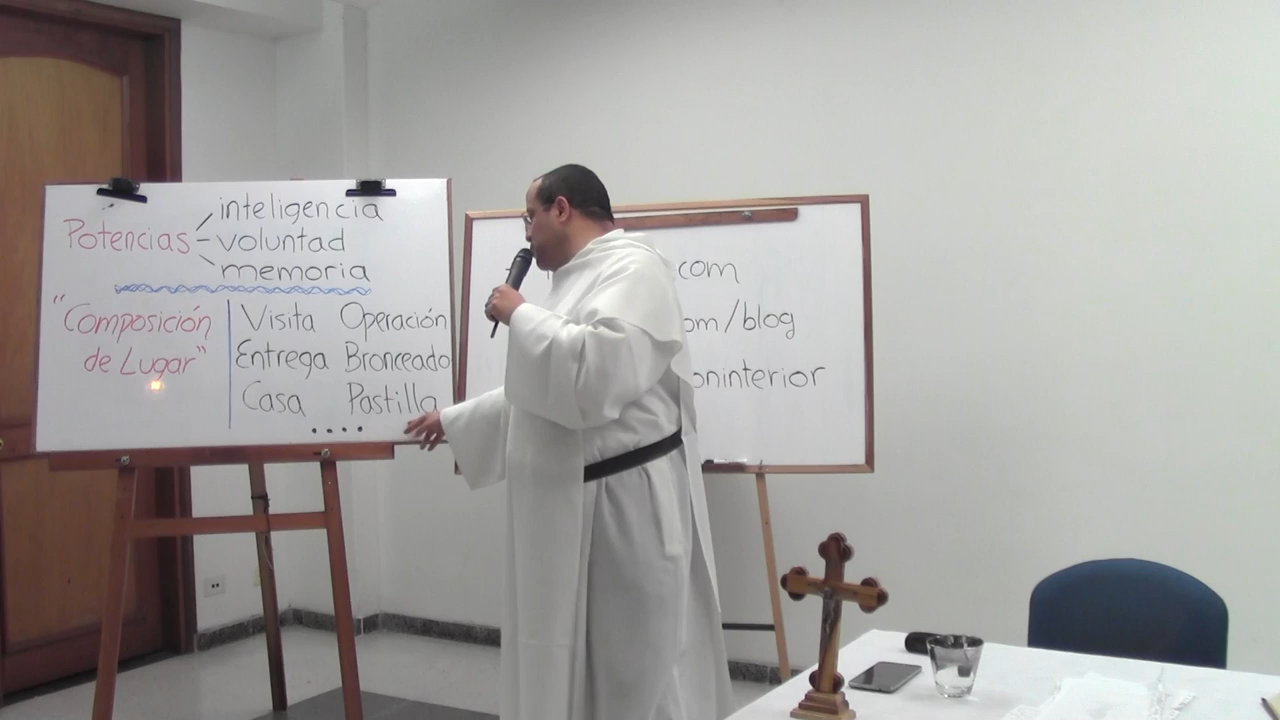 Potencias
inteligencia
voluntad
memoria
"Composición
de Lugar"
Visita Operación
Entrega Bronceado
Casa Pastilla
....
.com
om/blog
oninterior